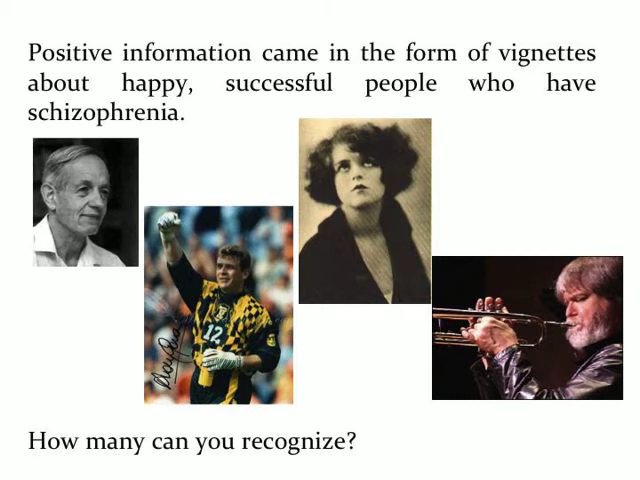 Positive information came in the form of vignettes
about happy, successful people who have
schizophrenia.
12
How many can you recognize?